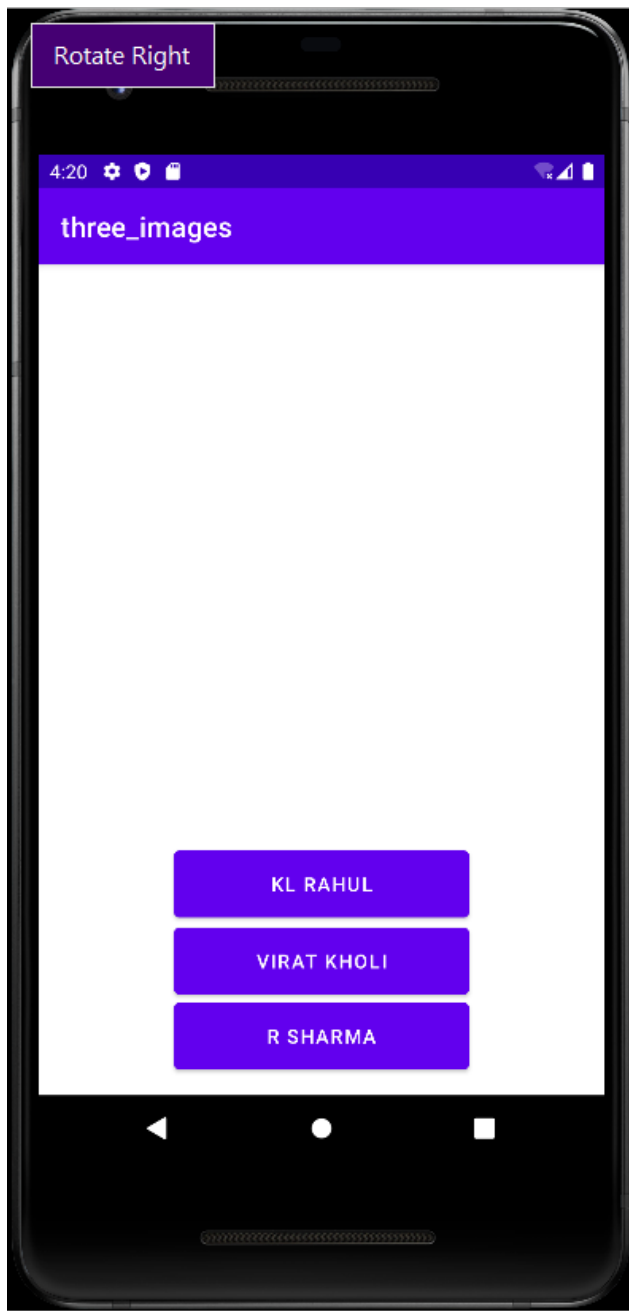 Rotate Right
4:20
three_images
KL RAHUL
VIRAT KHOLI
R SHARMA